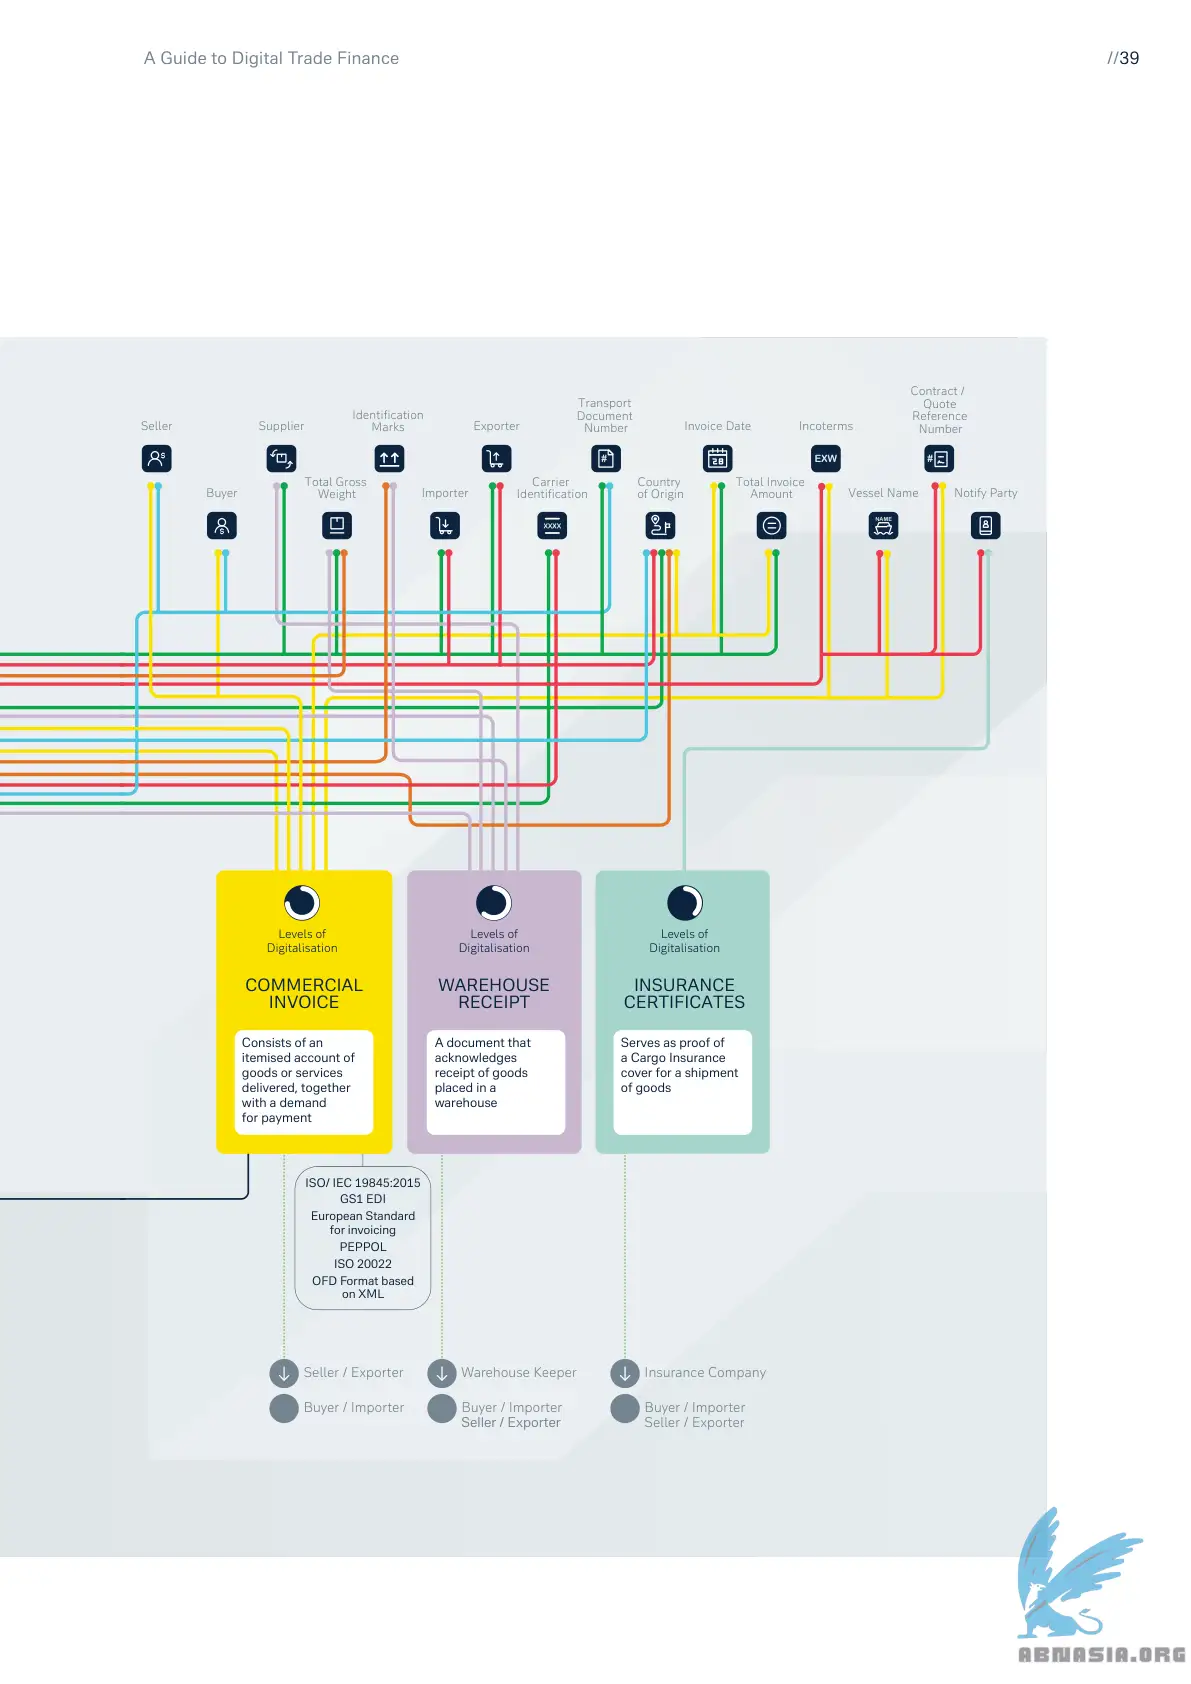 A Guide to Digital Trade Finance
//39
Contract /
Quote
Reference
Number
Transport
Document
Number
Identification
Marks
Seller
Supplier
Exporter
Invoice Date
Incoterms
S
#
28
EXW
#
Buyer
Total Gross
Weight
Importer
Carrier
Identification
Country
of Origin
Total Invoice
Amount
Vessel Name
Notify Party
S
XXXX
NAME
Levels of
Digitalisation
COMMERCIAL
INVOICE
Consists of an
itemised account of
goods or services
delivered, together
with a demand
for payment
Levels of
Digitalisation
WAREHOUSE
RECEIPT
A document that
acknowledges
receipt of goods
placed in a
warehouse
Levels of
Digitalisation
INSURANCE
CERTIFICATES
Serves as proof of
a Cargo Insurance
cover for a shipment
of goods
ISO/ IEC 19845:2015
GS1 EDI
European Standard
for invoicing
PEPPOL
ISO 20022
OFD Format based
on XML
Seller / Exporter
Buyer / Importer
Warehouse Keeper
Buyer / Importer
Seller / Exporter
Insurance Company
Buyer / Importer
Seller / Exporter
ABNASIA.ORG